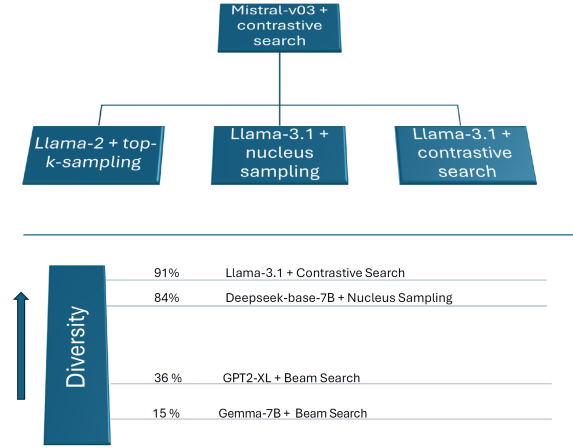 Mistral-v03 +
contrastive
search
Llama-2 + top-
k-sampling
Llama-3.1 +
nucleus
sampling
Llama-3.1 +
contrastive
search
Diversity
91% Llama-3.1 + Contrastive Search
84% Deepseek-base-7B + Nucleus Sampling
36 % GPT2-XL + Beam Search
15 % Gemma-7B + Beam Search